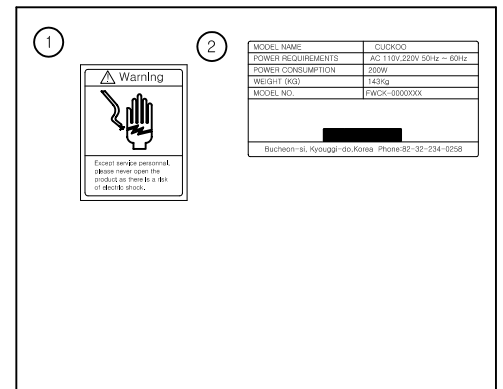 1
2
Warning
Except service personnel,
please never open the
product as there is a risk
of electric shock.
MODEL NAME CUCKOO
POWER REQUIREMENTS AC 110V,220V 50Hz ~ 60Hz
POWER CONSUMPTION 200W
WEIGHT (KG) 143Kg
MODEL NO. FWCK-0000XXX
Bucheon-si, Kyouggi-do,Korea Phone:82-32-234-0258